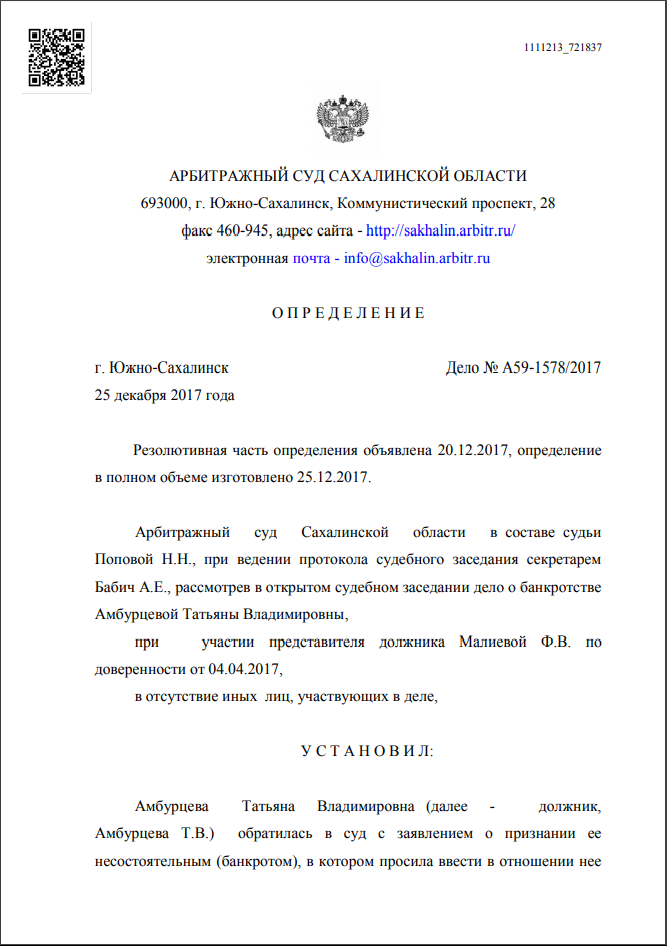 1111213_721837
АРБИТРАЖНЫЙ СУД САХАЛИНСКОЙ ОБЛАСТИ
693000, г. Южно-Сахалинск, Коммунистический проспект, 28
факс 460-945, адрес сайта - http://sakhalin.arbitr.ru/
электронная почта - info@sakhalin.arbitr.ru
О П Р Е Д Е Л Е Н И Е
г. Южно-Сахалинск Дело № А59-1578/2017
25 декабря 2017 года
Резолютивная часть определения объявлена 20.12.2017, определение
в полном объеме изготовлено 25.12.2017.
Арбитражный суд Сахалинской области в составе судьи
Поповой Н.Н., при ведении протокола судебного заседания секретарем
Бабич А.Е., рассмотрев в открытом судебном заседании дело о банкротстве
Амбурцевой Татьяны Владимировны,
при участии представителя должника Малиевой Ф.В. по
доверенности от 04.04.2017,
в отсутствие иных лиц, участвующих в деле,
У С Т А Н О В И Л:
Амбурцева Татьяна Владимировна (далее - должник,
Амбурцева Т.В.) обратилась в суд с заявлением о признании ее
несостоятельным (банкротом), в котором просила ввести в отношении нее